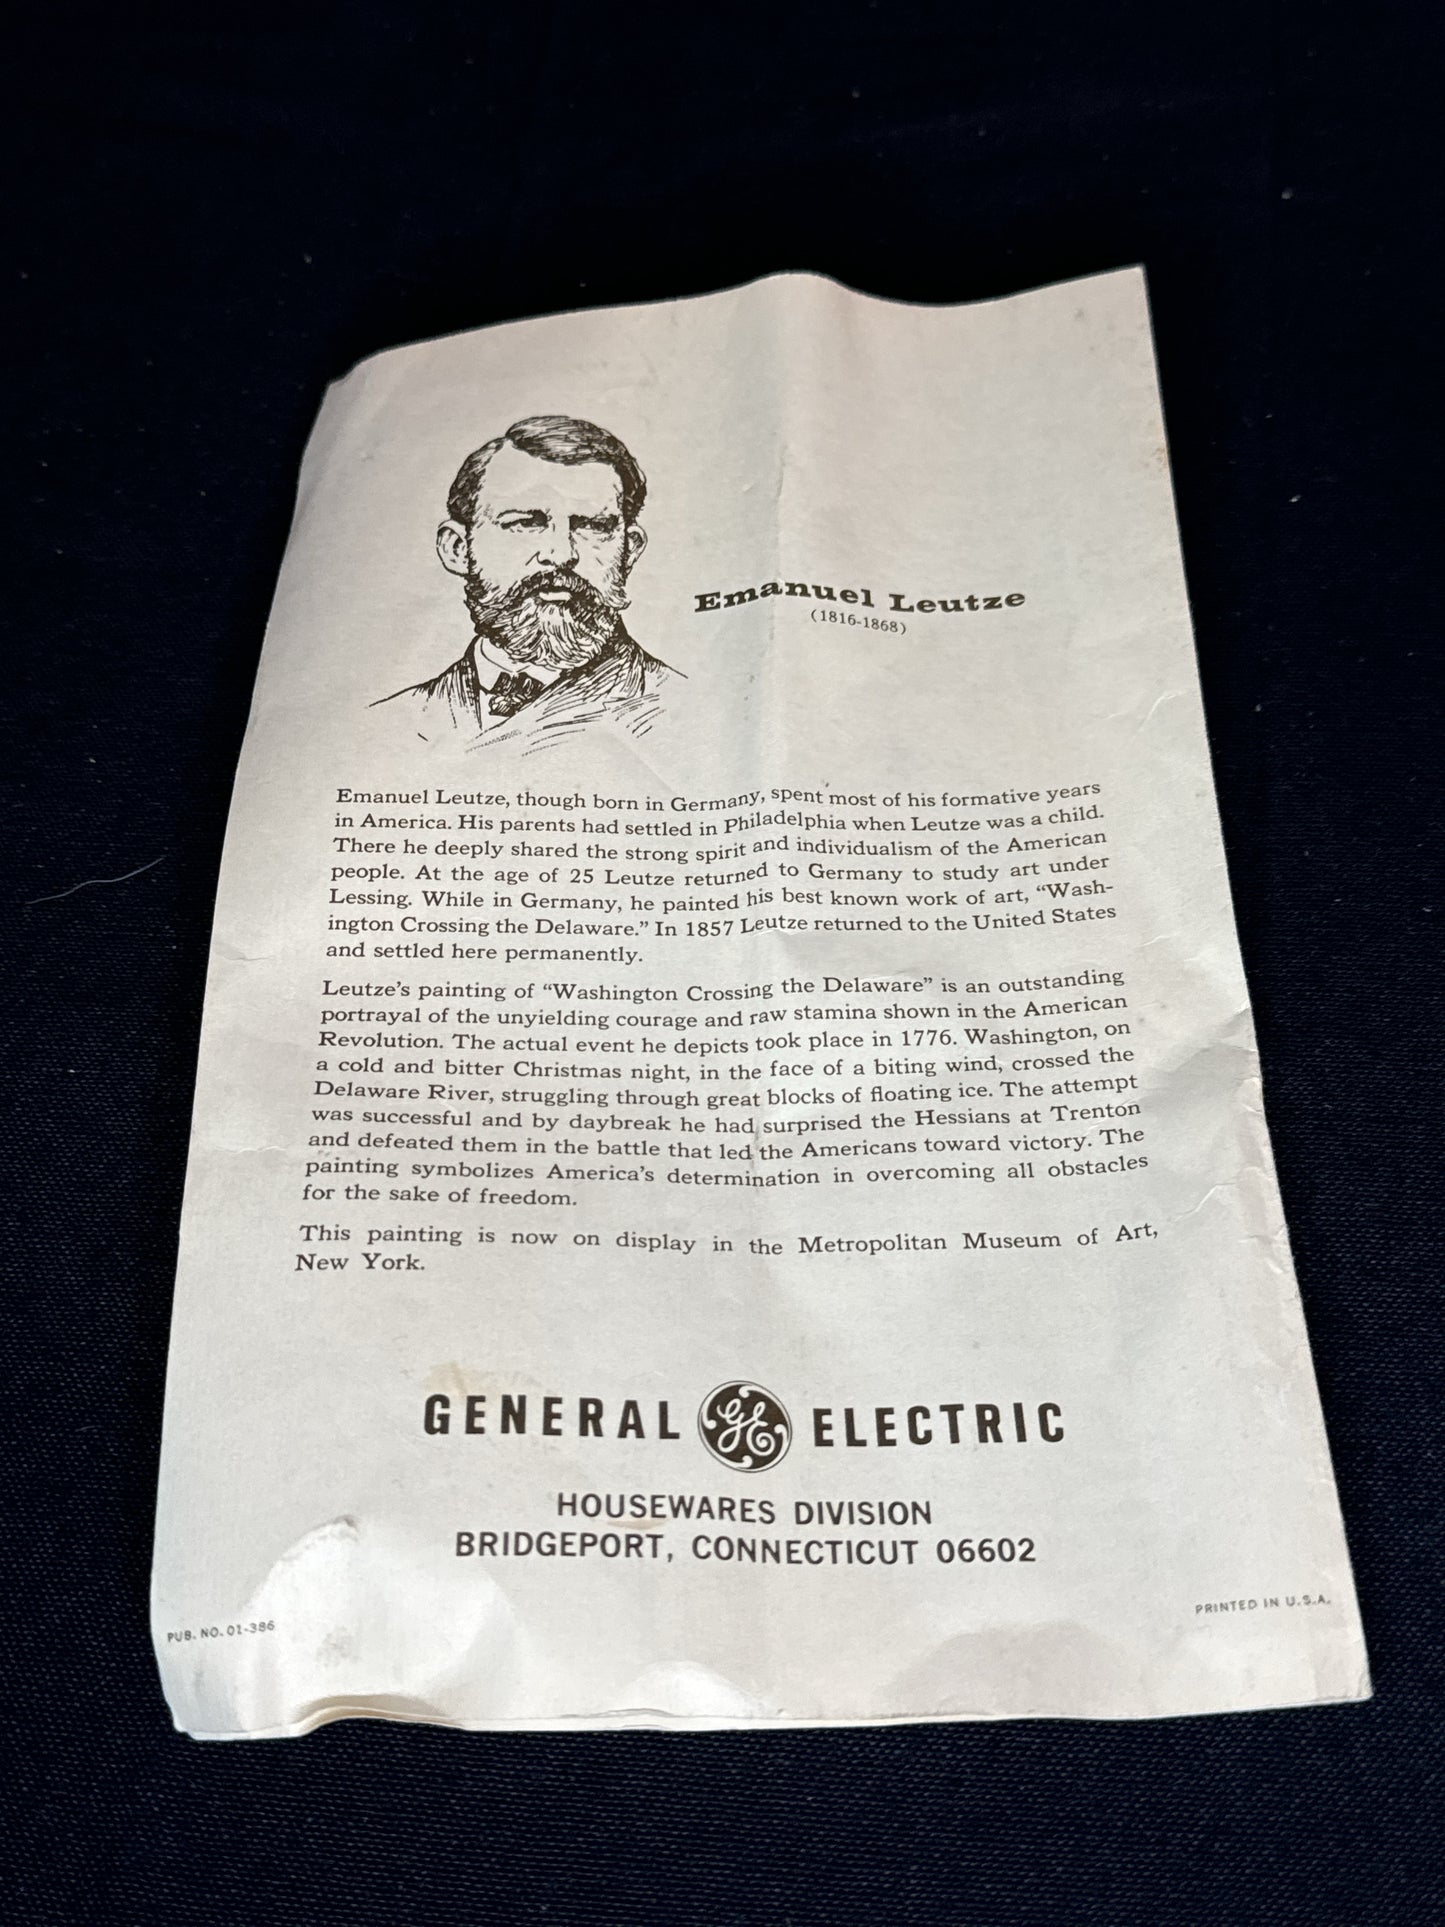 Emanuel Leutze
(1816-1868)
Emanuel Leutze, though born in Germany, spent most of his formative years
in America. His parents had settled in Philadelphia when Leutze was a child.
There he deeply shared the strong spirit and individualism of the American
people. At the age of 25 Leutze returned to Germany to study art under
Lessing. While in Germany, he painted his best known work of art, “Wash-
ington Crossing the Delaware.” In 1857 Leutze returned to the United States
and settled here permanently.
Leutze’s painting of “Washington Crossing the Delaware” is an outstanding
portrayal of the unyielding courage and raw stamina shown in the American
Revolution. The actual event he depicts took place in 1776. Washington, on
a cold and bitter Christmas night, in the face of a biting wind, crossed the
Delaware River, struggling through great blocks of floating ice. The attempt
was successful and by daybreak he had surprised the Hessians at Trenton
and defeated them in the battle that led the Americans toward victory. The
painting symbolizes America’s determination in overcoming all obstacles
for the sake of freedom.
This painting is now on display in the Metropolitan Museum of Art,
New York.
GENERAL GE ELECTRIC
HOUSEWARES DIVISION
BRIDGEPORT, CONNECTICUT 06602
PUB. NO. 01-386
PRINTED IN U.S.A.